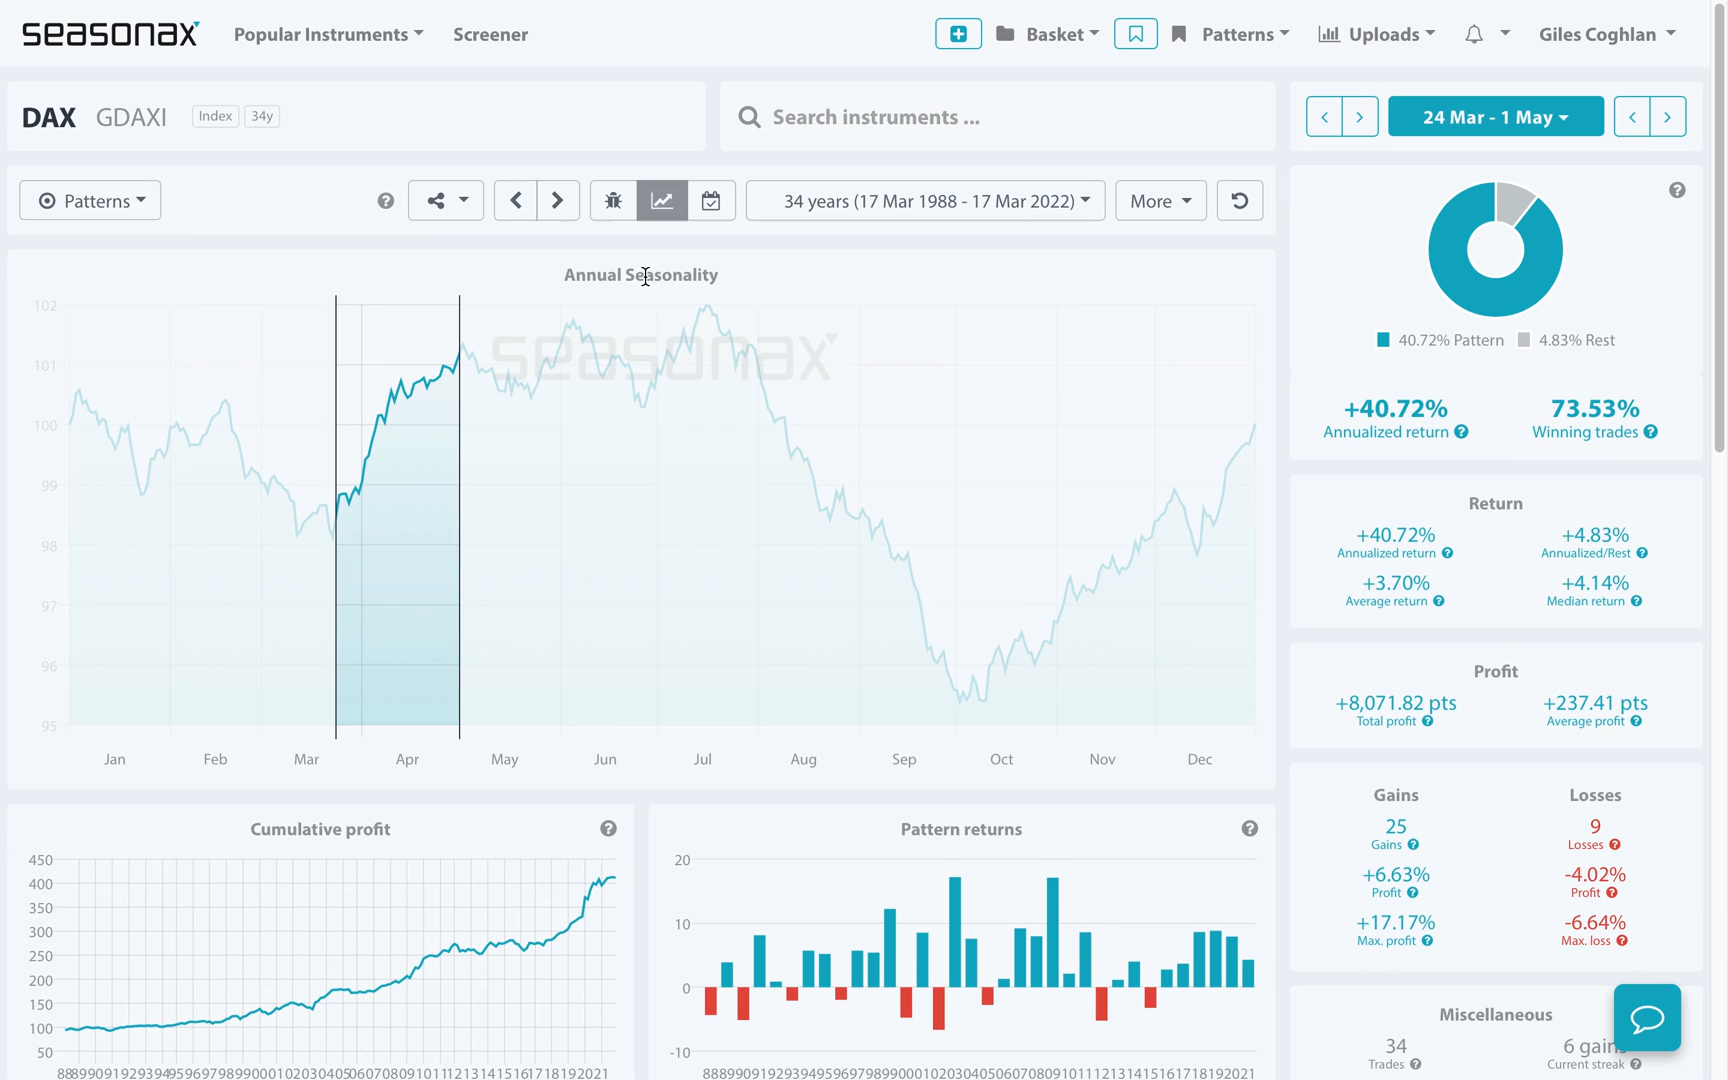 seasonax Popular Instruments Screener Basket Patterns Uploads Giles Coghlan
DAX GDAXI Index 34y Search instruments ... 24 Mar - 1 May
Patterns 34 years (17 Mar 1988 - 17 Mar 2022) More
Annual Seasonality
seasonax
102
101
100
99
98
97
96
95
Jan Feb Mar Apr May Jun Jul Aug Sep Oct Nov Dec
40.72% Pattern 4.83% Rest
+40.72% 73.53%
Annualized return Winning trades
Return
+40.72% +4.83%
Annualized return Annualized/Rest
+3.70% +4.14%
Average return Median return
Profit
+8,071.82 pts +237.41 pts
Total profit Average profit
Gains Losses
25 9
Gains Losses
+6.63% -4.02%
Profit Profit
+17.17% -6.64%
Max. profit Max. loss
Miscellaneous
34 6 gains
Trades Current streak
Cumulative profit
450
400
350
300
250
200
150
100
50
88899091929394959697989900010203040506070809101112131415161718192021
Pattern returns
20
10
0
-10
88899091929394959697989900010203040506070809101112131415161718192021